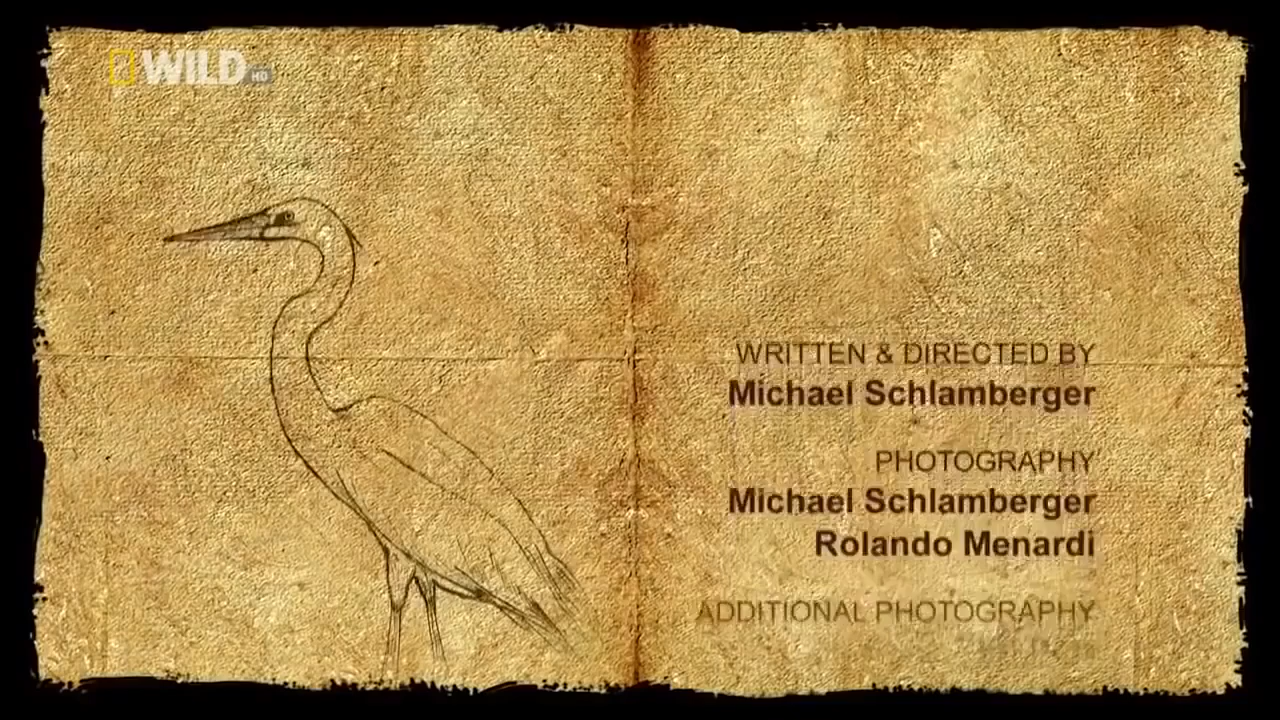 WILD HD
WRITTEN & DIRECTED BY
Michael Schlamberger
PHOTOGRAPHY
Michael Schlamberger
Rolando Menardi
ADDITIONAL PHOTOGRAPHY